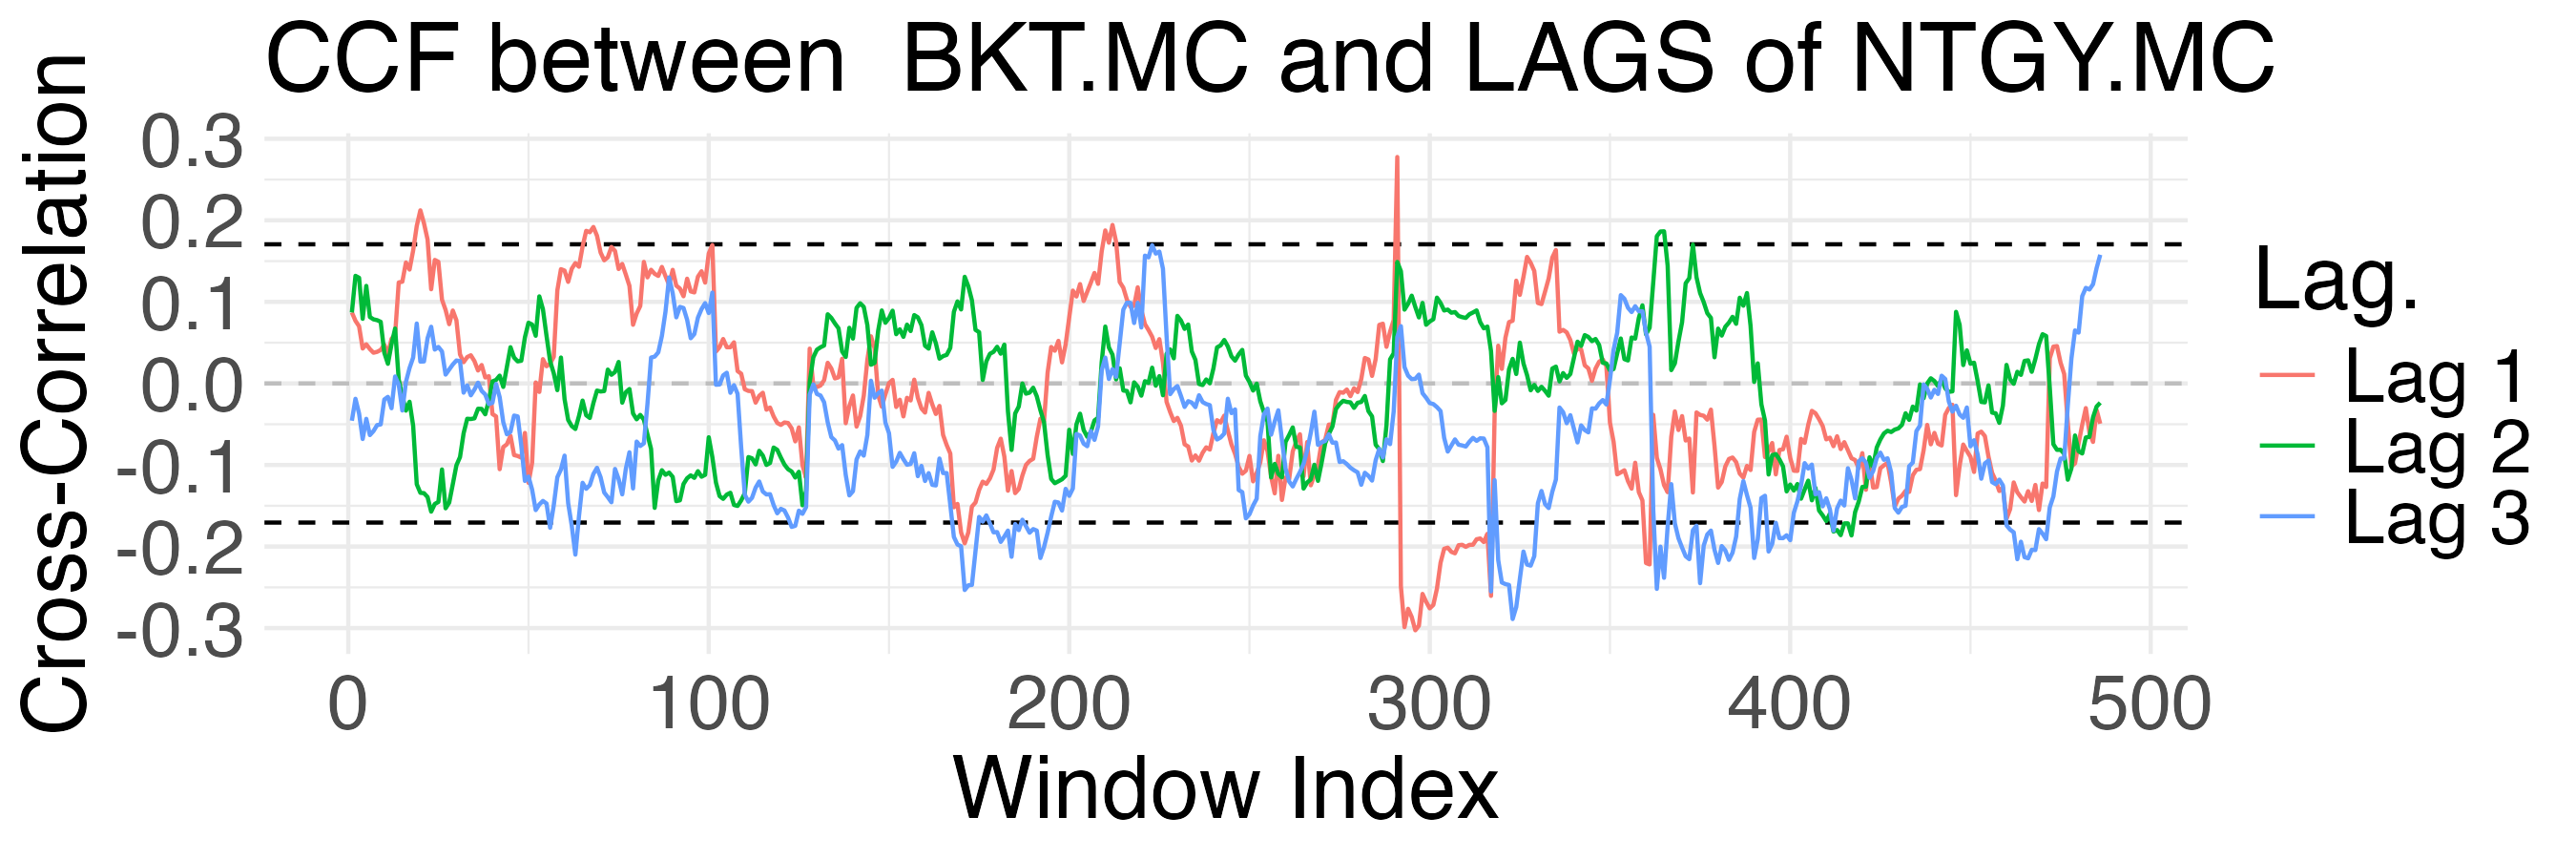 CCF between  BKT.MC and LAGS of NTGY.MC
Cross-Correlation
0.3
0.2
0.1
0.0
-0.1
-0.2
-0.3
0 100 200 300 400 500
Window Index
Lag.
Lag 1
Lag 2
Lag 3